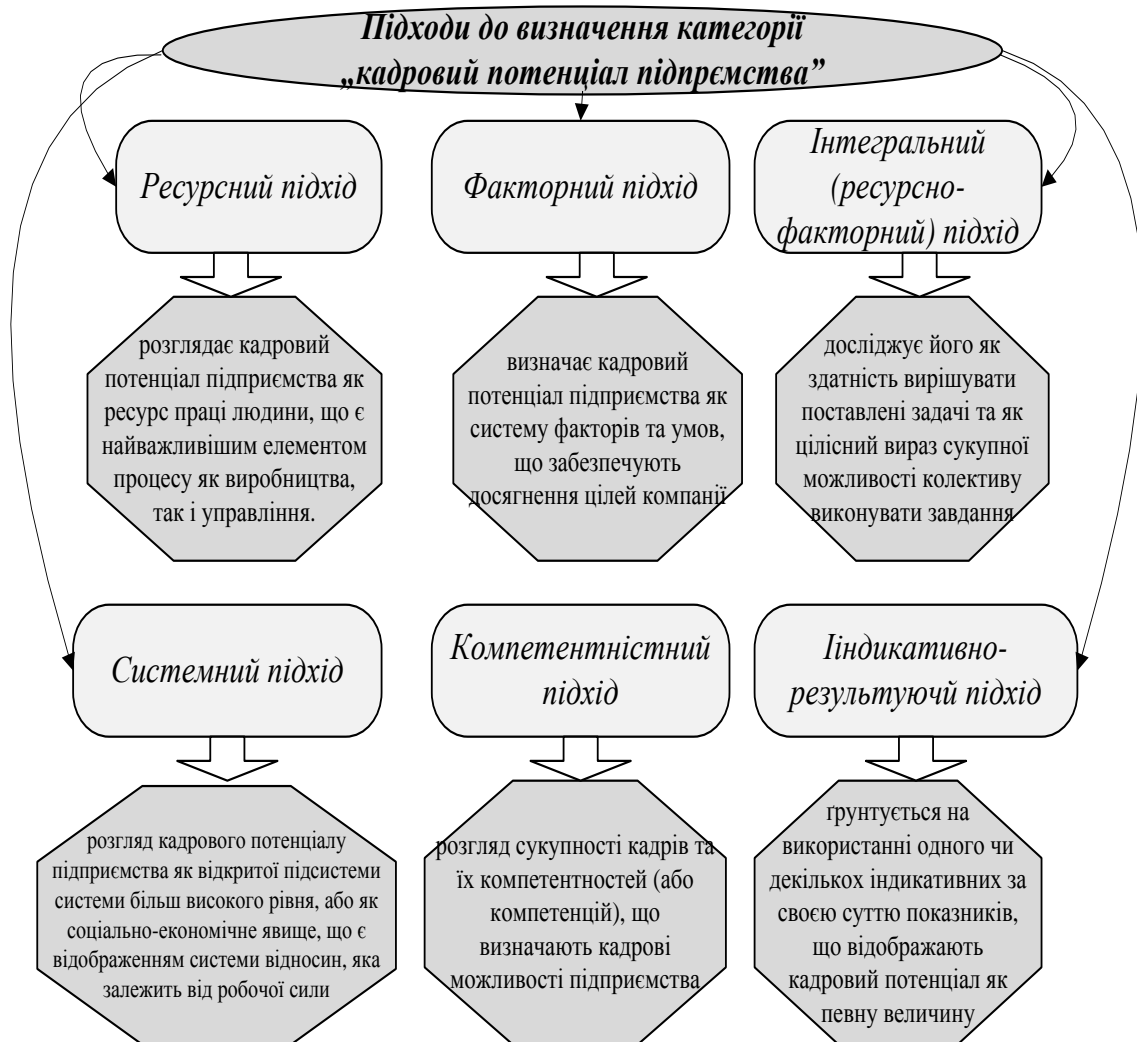 Підходи до визначення категорії
„кадровий потенціал підпрємства”
Ресурсний підхід
Факторний підхід
Інтегральний
(ресурсно-
факторний) підхід
розглядає кадровий
потенціал підприємства як
ресурс праці людини, що є
найважливішим елементом
процесу як виробництва,
так і управління.
визначає кадровий
потенціал підприємства як
систему факторів та умов,
що забезпечують
досягнення цілей компанії
досліджує його як
здатність вирішувати
поставлені задачі та як
цілісний вираз сукупної
можливості колективу
виконувати завдання
Системний підхід
Компетентністний
підхід
Ііндикативно-
результуючй підхід
розгляд кадрового потенціалу
підприємства як відкритої підсистеми
системи більш високого рівня, або як
соціально-економічне явище, що є
відображенням системи відносин, яка
залежить від робочої сили
розгляд сукупності кадрів та
їх компетентностей (або
компетенцій), що
визначають кадрові
можливості підприємства
ґрунтується на
використанні одного чи
декількох індикативних за
своєю суттю показників,
що відображають
кадровий потенціал як
певну величину